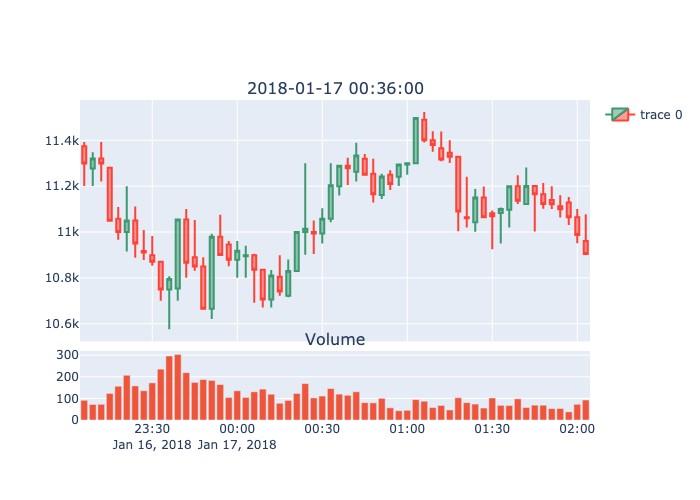 2018-01-17 00:36:00
trace 0
11.4k
11.2k
11k
10.8k
10.6k
Volume
300
200
100
0
23:30 00:00 00:30 01:00 01:30 02:00
Jan 16, 2018 Jan 17, 2018